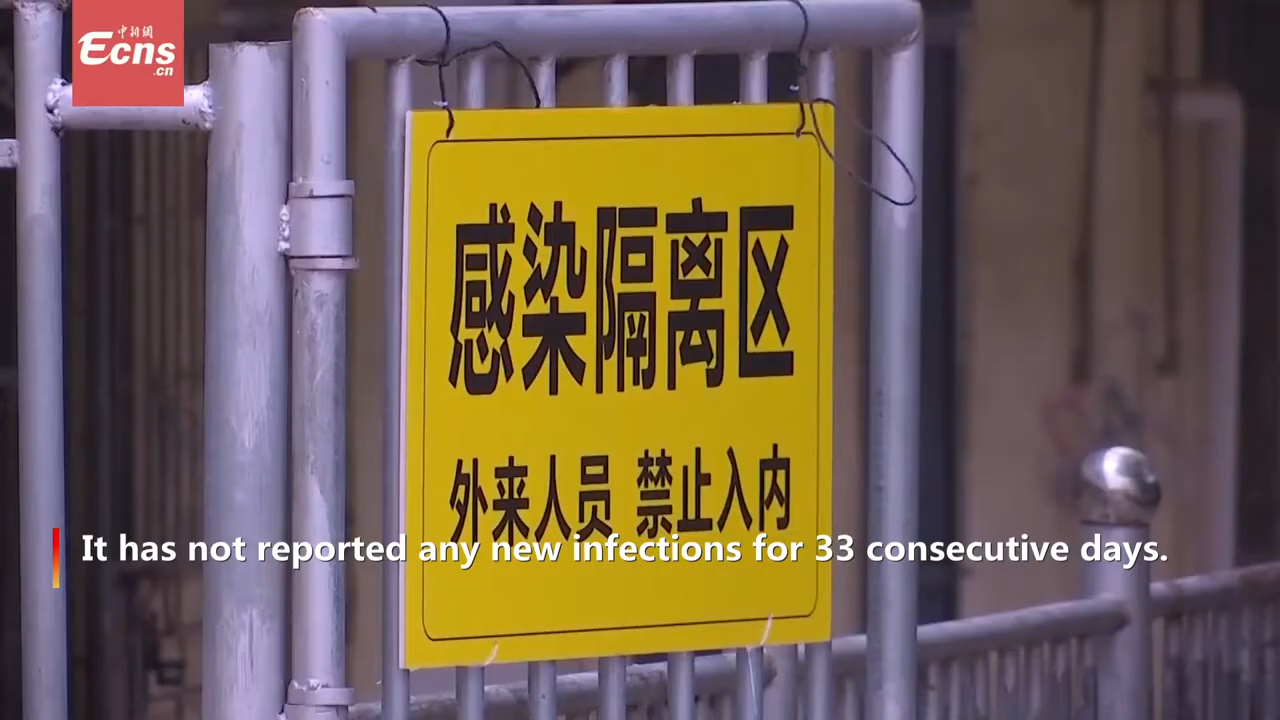 中新網
Ecns
.cn
感染隔离区
外来人员 禁止入内
It has not reported any new infections for 33 consecutive days.